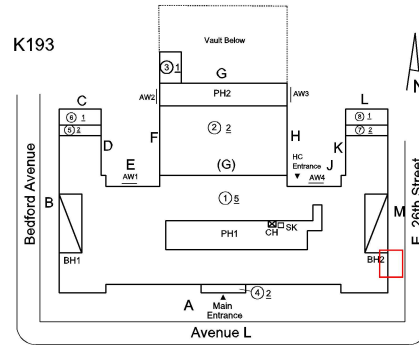 K193
Vault Below
N
③ 1
G
C
L
AW2
PH2
AW3
⑥ 1
⑧ 1
⑤ 2
② 2
⑦ 2
D
F
H
K
E
HC
Entrance
J
AW1
(G)
AW4
B
① 5
M
Bedford Avenue
E. 26th Street
CH
SK
PH1
BH1
BH2
④ 2
A
Main
Entrance
Avenue L